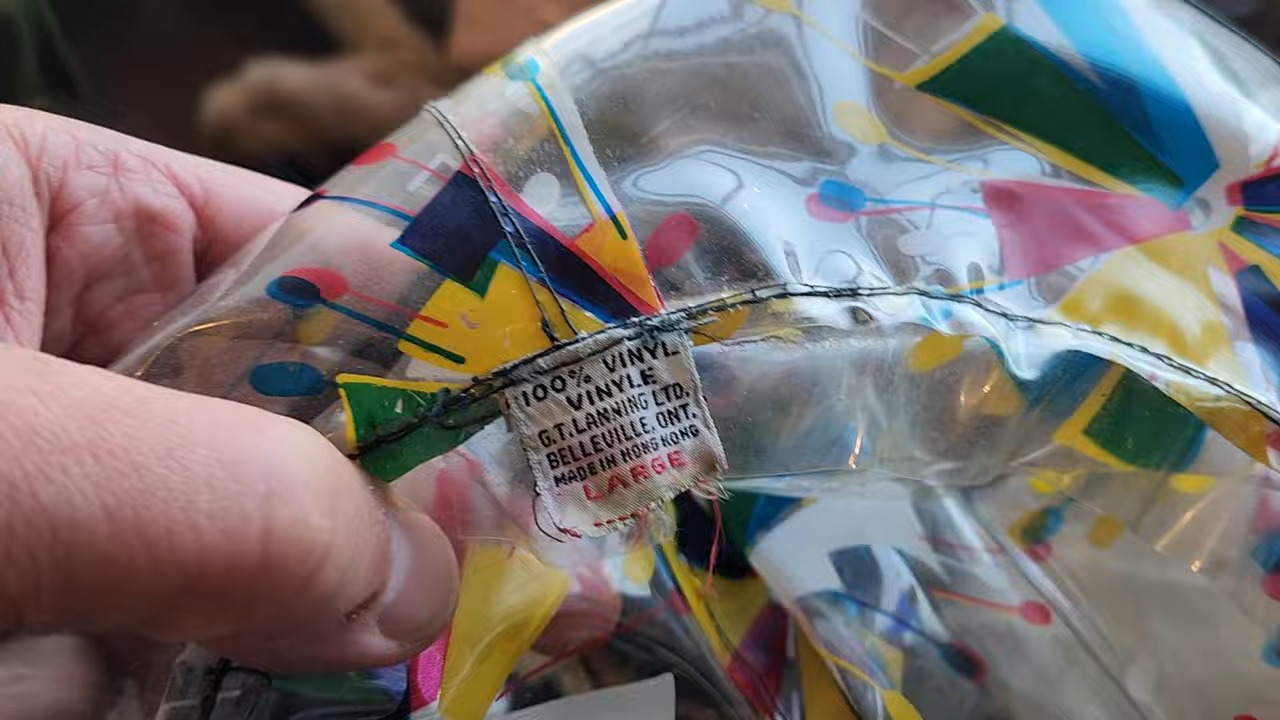 100% VINYL
VINYLE
G.T. LANNING LTD.
BELLEVILLE, ONT.
MADE IN HONG KONG
LARGE